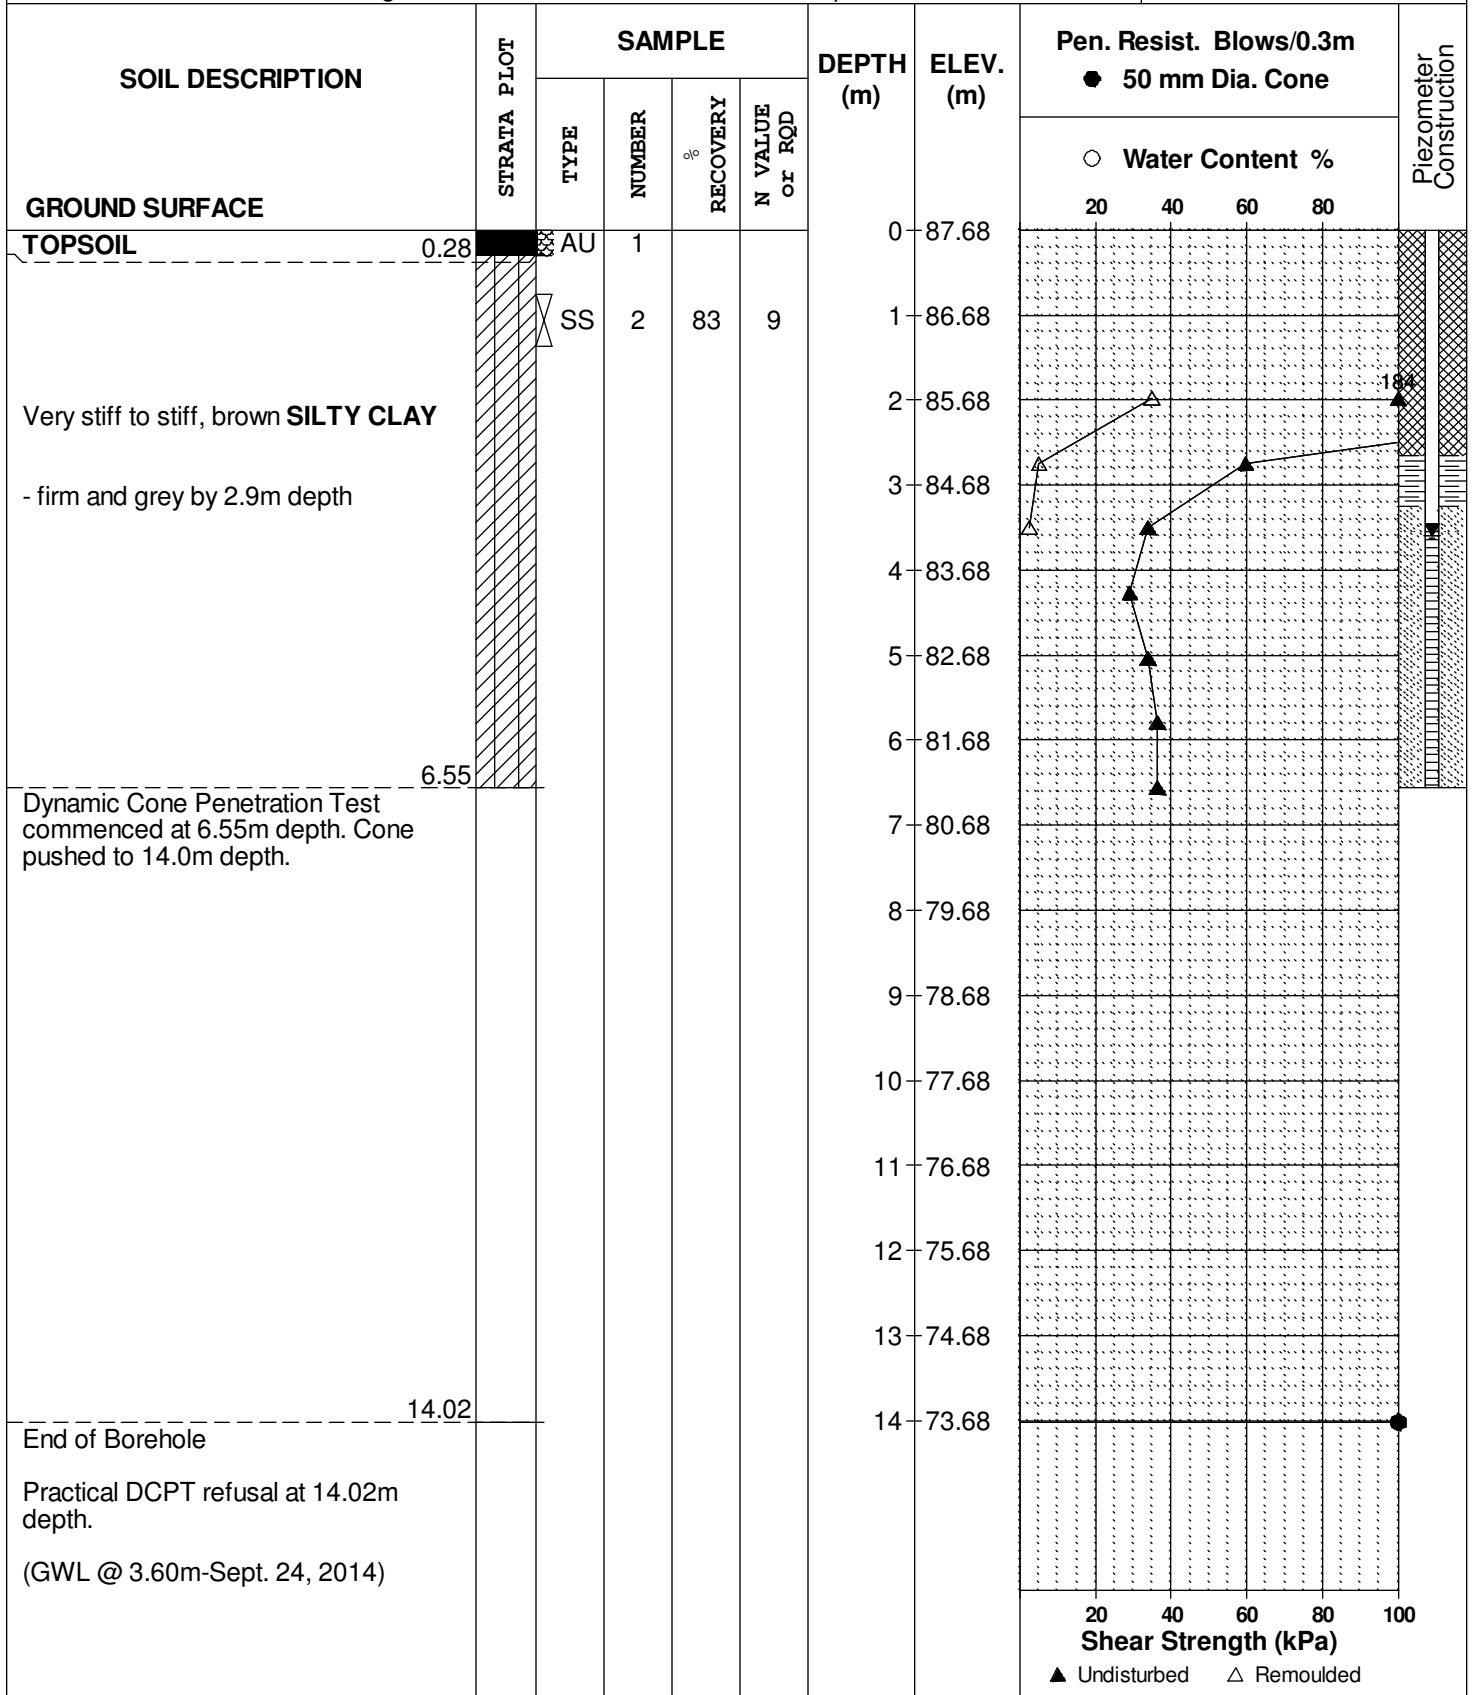 SOIL DESCRIPTION
GROUND SURFACE
STRATA PLOT
SAMPLE
TYPE
NUMBER
%
RECOVERY
N VALUE
or RQD
DEPTH
(m)
ELEV.
(m)
Pen. Resist. Blows/0.3m
● 50 mm Dia. Cone
○ Water Content %
20 40 60 80
Piezometer
Construction
TOPSOIL 0.28
AU 1
0 87.68
SS 2 83 9
1 86.68
184
Very stiff to stiff, brown SILTY CLAY
2 85.68
- firm and grey by 2.9m depth
3 84.68
4 83.68
5 82.68
6 81.68
6.55
Dynamic Cone Penetration Test
commenced at 6.55m depth. Cone
pushed to 14.0m depth.
7 80.68
8 79.68
9 78.68
10 77.68
11 76.68
12 75.68
13 74.68
14.02
14 73.68
End of Borehole
Practical DCPT refusal at 14.02m
depth.
(GWL @ 3.60m-Sept. 24, 2014)
20 40 60 80 100
Shear Strength (kPa)
▲ Undisturbed △ Remoulded